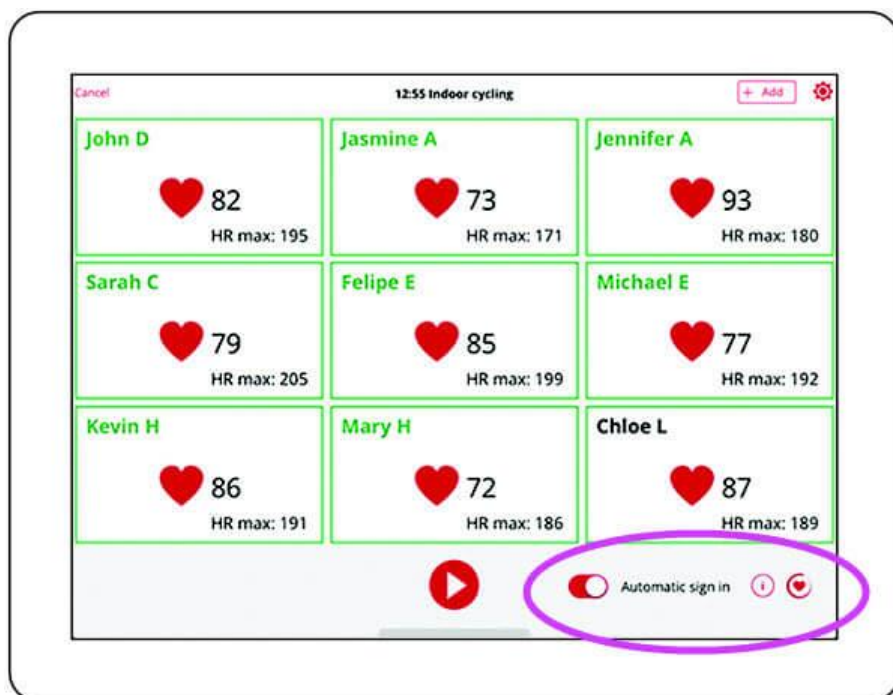 Cancel
12:55 Indoor cycling
+ Add
John D
82
HR max: 195
Jasmine A
73
HR max: 171
Jennifer A
93
HR max: 180
Sarah C
79
HR max: 205
Felipe E
85
HR max: 199
Michael E
77
HR max: 192
Kevin H
86
HR max: 191
Mary H
72
HR max: 186
Chloe L
87
HR max: 189
Automatic sign in
i